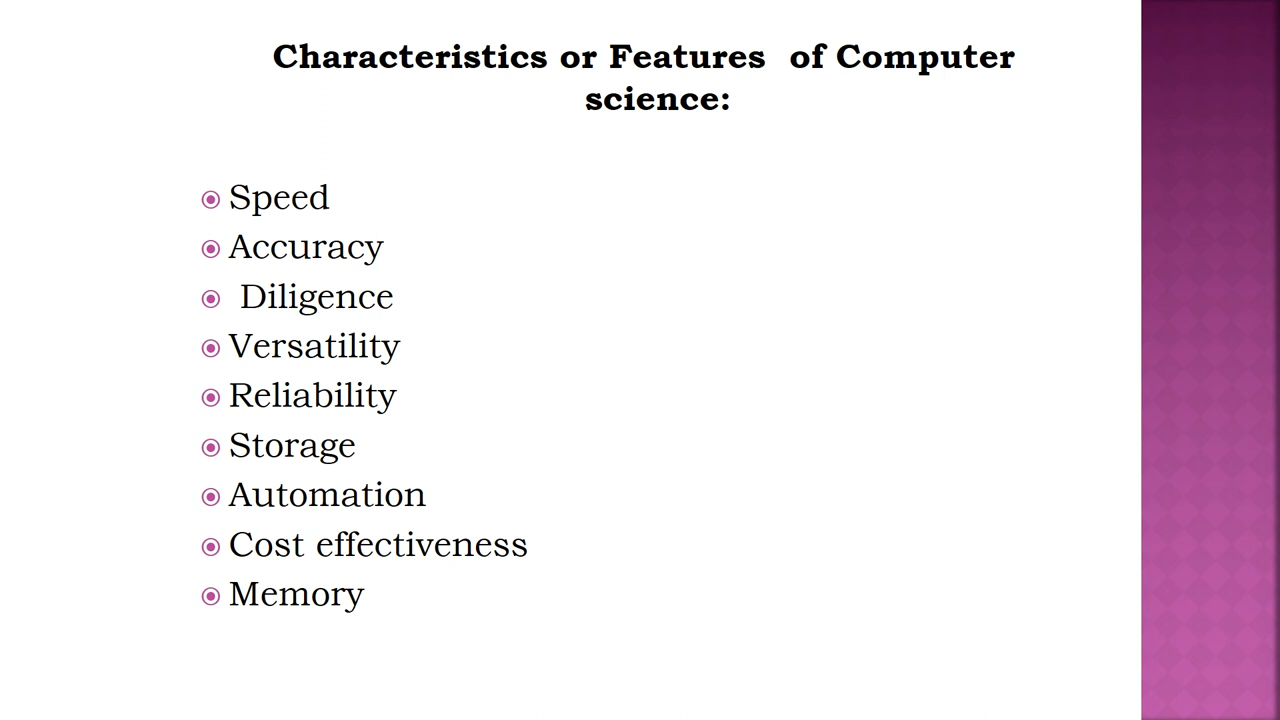 Characteristics or Features  of Computer
science:
Speed
Accuracy
Diligence
Versatility
Reliability
Storage
Automation
Cost effectiveness
Memory